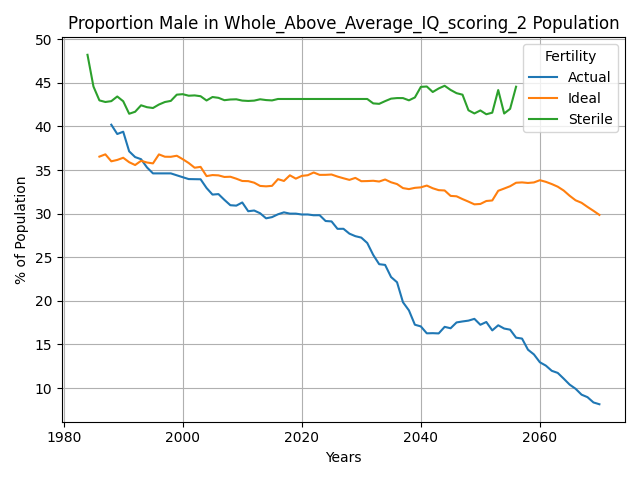 Proportion Male in Whole_Above_Average_IQ_scoring_2 Population
50
45
40
35
30
25
20
15
10
% of Population
Fertility
Actual
Ideal
Sterile
1980
2000
2020
2040
2060
Years